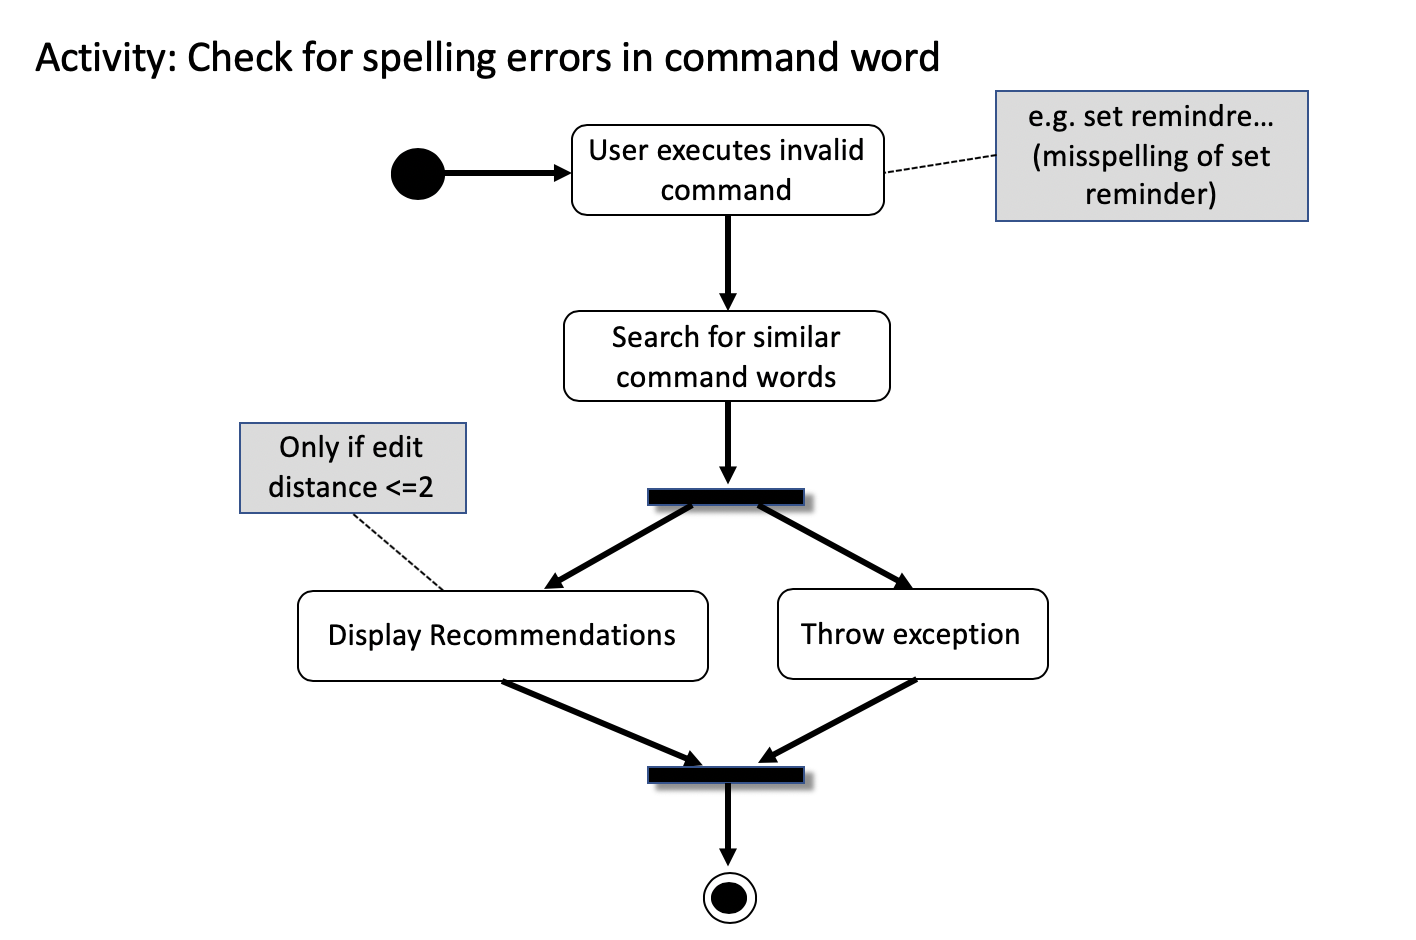 Activity: Check for spelling errors in command word
User executes invalid
command
e.g. set remindre...
(misspelling of set
reminder)
Search for similar
command words
Only if edit
distance <=2
Display Recommendations
Throw exception